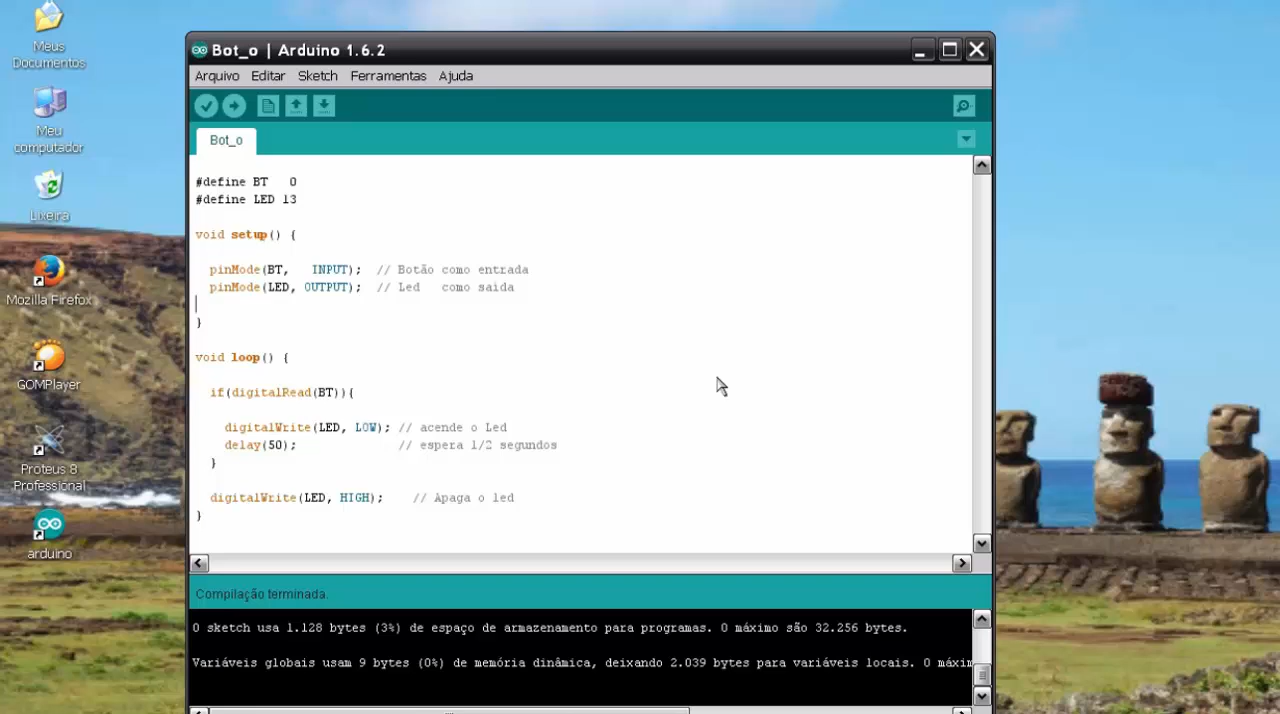 Meus
Documentos
Meu
computador
Lixeira
Mozilla Firefox
GOMPlayer
Proteus 8
Professional
arduino
Bot_o | Arduino 1.6.2
Arquivo Editar Sketch Ferramentas Ajuda
Bot_o
#define BT   0
#define LED 13
void setup() {
pinMode(BT,   INPUT);  // Botão como entrada
pinMode(LED, OUTPUT);  // Led   como saida
}
void loop() {
if(digitalRead(BT)){
digitalWrite(LED, LOW); // acende o Led
delay(50);              // espera 1/2 segundos
}
digitalWrite(LED, HIGH);    // Apaga o led
}
Compilação terminada.
O sketch usa 1.128 bytes (3%) de espaço de armazenamento para programas. O máximo são 32.256 bytes.
Variáveis globais usam 9 bytes (0%) de memória dinâmica, deixando 2.039 bytes para variáveis locais. O máxim